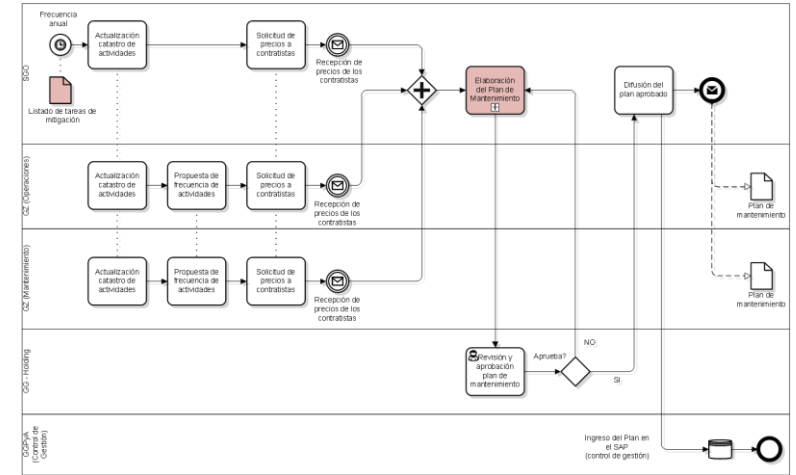 Frecuencia
anual
Actualización
catastro de
actividades
Solicitud de
precios a
contratistas
Recepción de
precios de los
contratistas
Listado de tareas de
mitigación
Elaboración
del Plan de
Mantenimiento
Difusión del
plan aprobado
SGO
Actualización
catastro de
actividades
Propuesta de
frecuencia de
actividades
Solicitud de
precios a
contratistas
Recepción de
precios de los
contratistas
Plan de
mantenimiento
GZ (Operaciones)
Actualización
catastro de
actividades
Propuesta de
frecuencia de
actividades
Solicitud de
precios a
contratistas
Recepción de
precios de los
contratistas
Plan de
mantenimiento
GZ (Mantenimiento)
Revisión y
aprobación
plan de
mantenimiento
Aprueba?
NO
SI
GG - Holding
Ingreso del Plan en
el SAP
(control de gestión)
GGPyA
(Control de
Gestión)